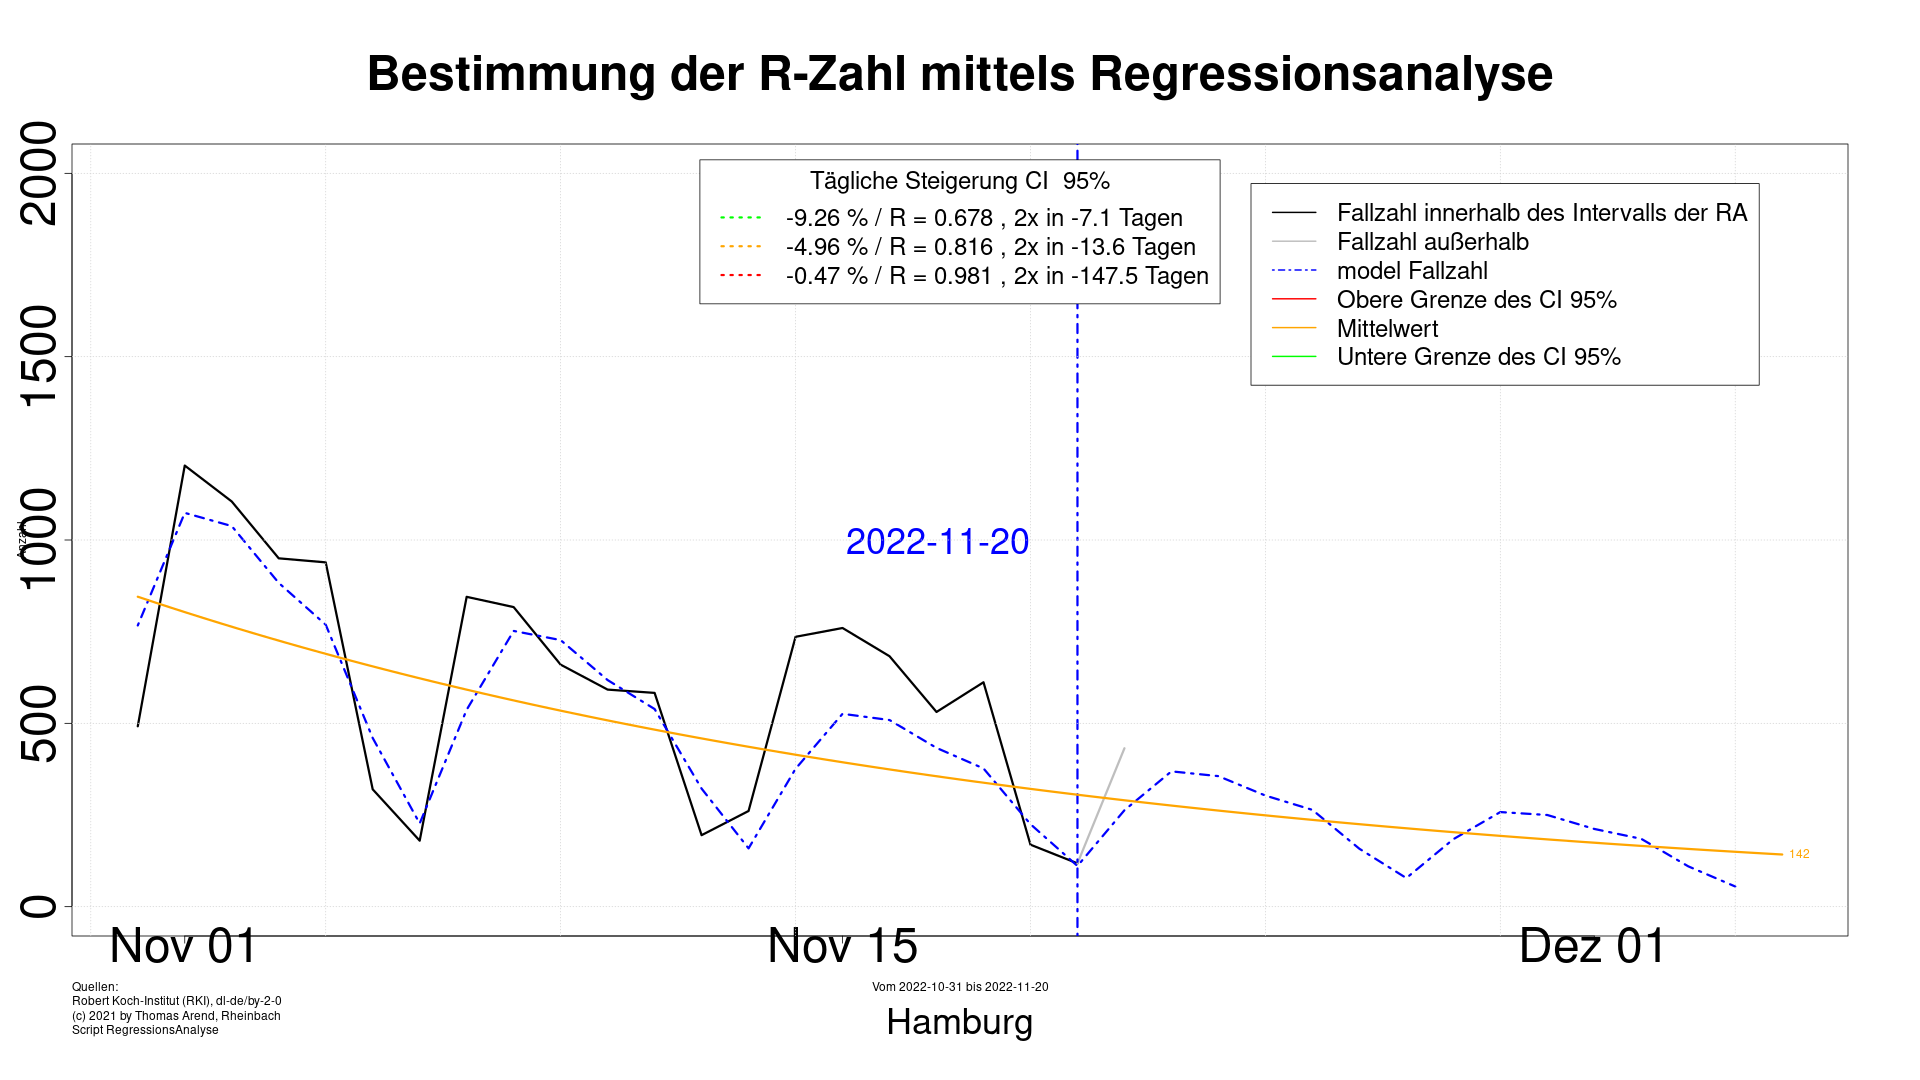 Bestimmung der R-Zahl mittels Regressionsanalyse
Tägliche Steigerung CI  95%
-9.26 % / R = 0.678 , 2x in -7.1 Tagen
-4.96 % / R = 0.816 , 2x in -13.6 Tagen
-0.47 % / R = 0.981 , 2x in -147.5 Tagen
Fallzahl innerhalb des Intervalls der RA
Fallzahl außerhalb
model Fallzahl
Obere Grenze des CI 95%
Mittelwert
Untere Grenze des CI 95%
2000
1500
1000
500
0
Anzahl
2022-11-20
142
Nov 01
Nov 15
Dez 01
Quellen:
Robert Koch-Institut (RKI), dl-de/by-2-0
(c) 2021 by Thomas Arend, Rheinbach
Script RegressionsAnalyse
Vom 2022-10-31 bis 2022-11-20
Hamburg